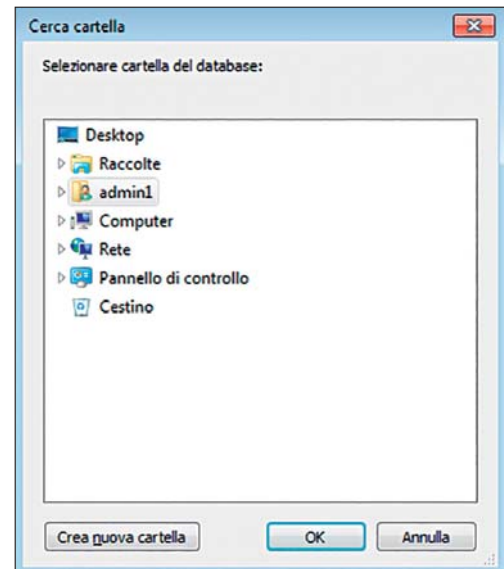 Cerca cartella
Selezionare cartella del database:
Desktop
Raccolte
admin1
Computer
Rete
Pannello di controllo
Cestino
Crea nuova cartella OK Annulla